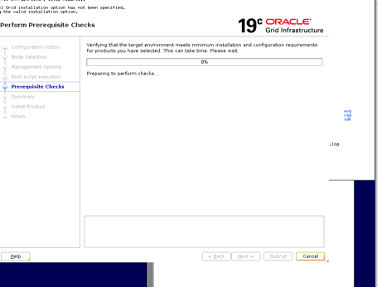 Grid installation option has not been specified.
the valid installation option.
Perform Prerequisite Checks
19c ORACLE
Grid Infrastructure
Configuration Option
Node Selection
Management Options
Root script execution
Prerequisite Checks
Summary
Install Product
Finish
Verifying that the target environment meets minimum installation and configuration requirements
for products you have selected. This can take time. Please wait.
0%
Preparing to perform checks...
.log
Help
< Back
Next >
Submit
Cancel